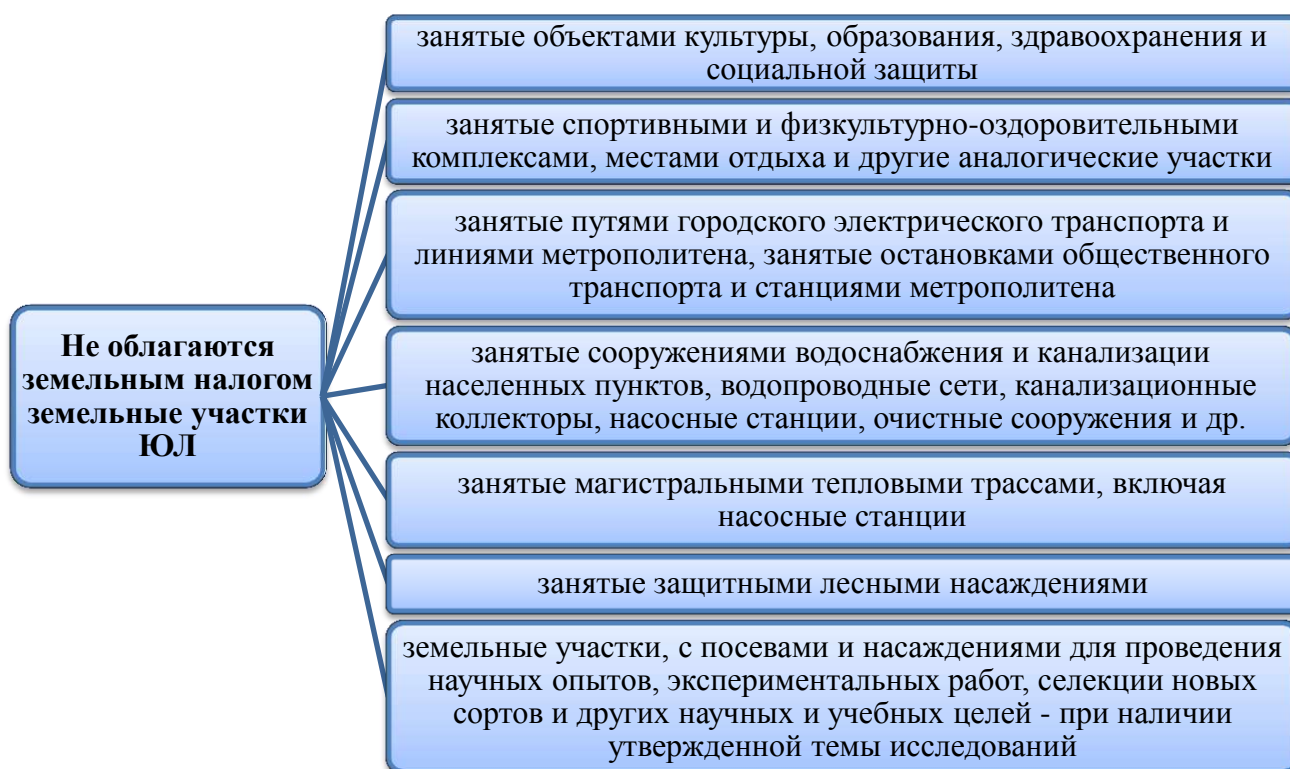 Не облагаются
земельным налогом
земельные участки
ЮЛ
занятые объектами культуры, образования, здравоохранения и
социальной защиты
занятые спортивными и физкультурно-оздоровительными
комплексами, местами отдыха и другие аналогические участки
занятые путями городского электрического транспорта и
линиями метрополитена, занятые остановками общественного
транспорта и станциями метрополитена
занятые сооружениями водоснабжения и канализации
населенных пунктов, водопроводные сети, канализационные
коллекторы, насосные станции, очистные сооружения и др.
занятые магистральными тепловыми трассами, включая
насосные станции
занятые защитными лесными насаждениями
земельные участки, с посевами и насаждениями для проведения
научных опытов, экспериментальных работ, селекции новых
сортов и других научных и учебных целей - при наличии
утвержденной темы исследований